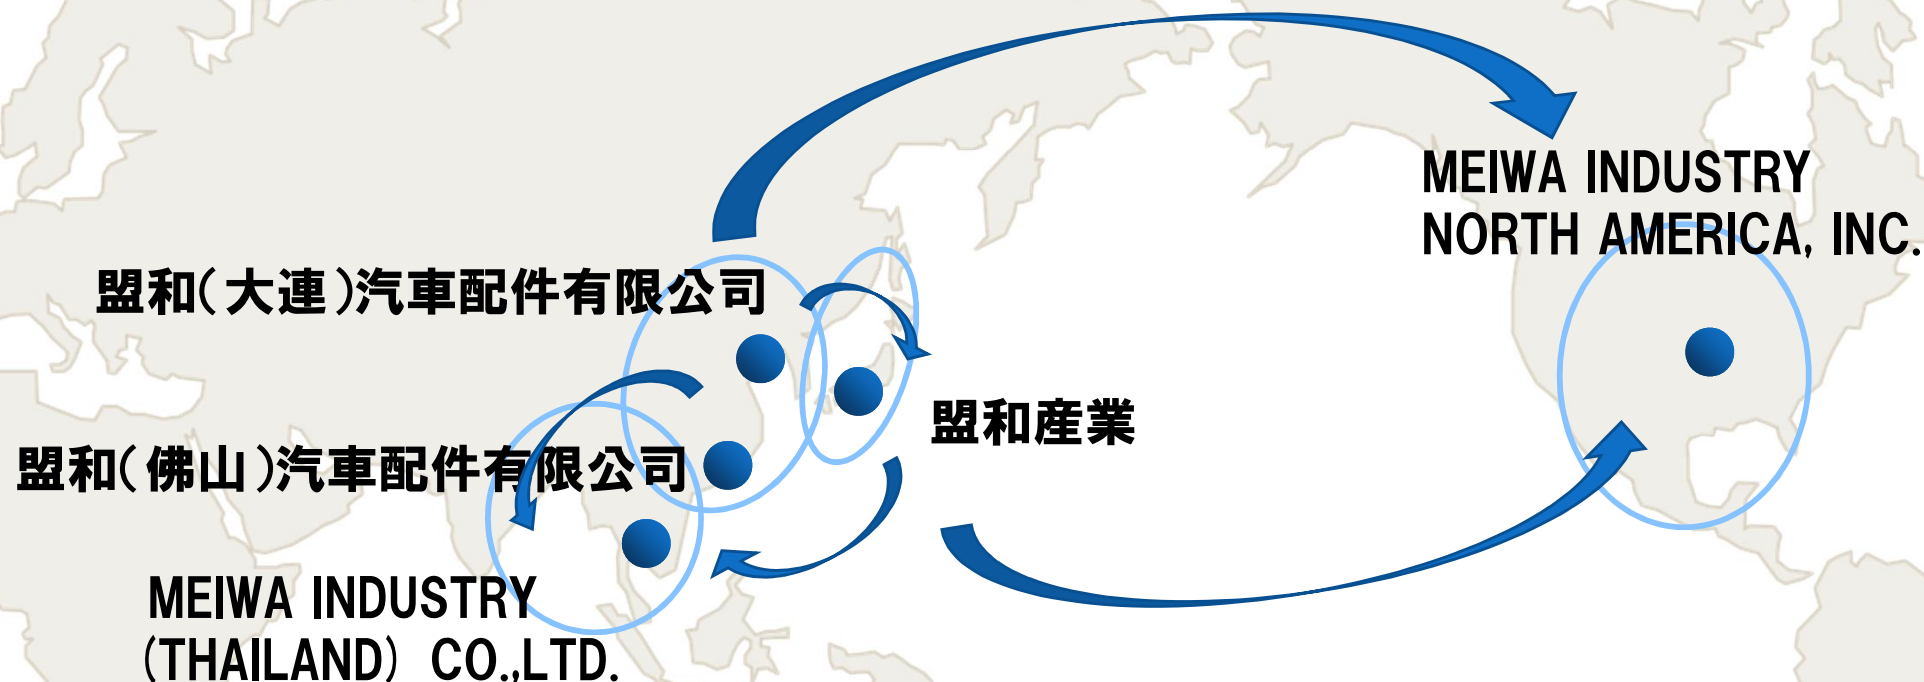 MEIWA INDUSTRY
NORTH AMERICA, INC.
盟和(大連)汽車配件有限公司
盟和産業
盟和(佛山)汽車配件有限公司
MEIWA INDUSTRY
(THAILAND) CO.,LTD.